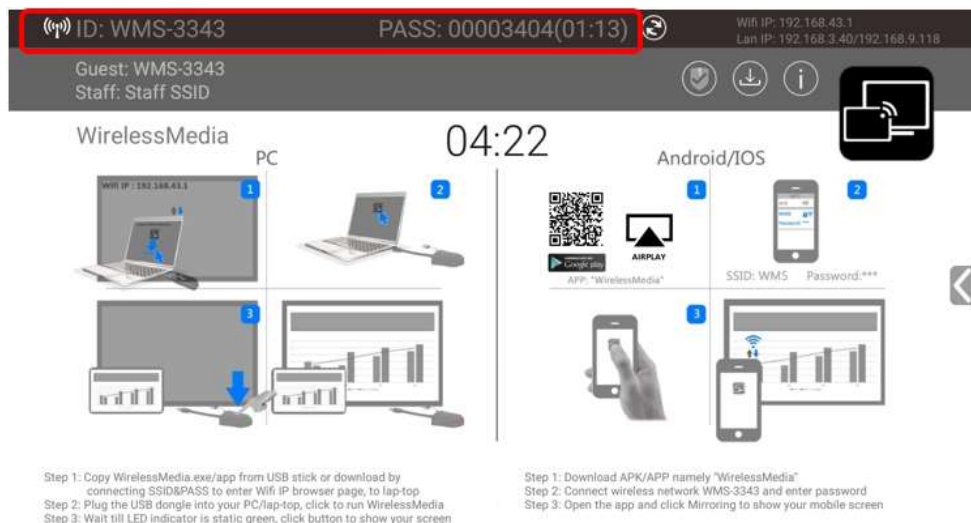 ID: WMS-3343 PASS: 00003404(01:13)
Wifi IP: 192.168.43.1
Lan IP: 192.168.3.40/192.168.9.118
Guest: WMS-3343
Staff: Staff SSID
WirelessMedia
04:22
PC
Android/IOS
Wifi IP : 192.168.43.1
1
2
3
1
2
3
Google play
APP: "WirelessMedia"
AIRPLAY
SSID: WMS Password:***
Step 1: Copy WirelessMedia.exe/app from USB stick or download by
connecting SSID&PASS to enter Wifi IP browser page, to lap-top
Step 2: Plug the USB dongle into your PC/lap-top, click to run WirelessMedia
Step 3: Wait till LED indicator is static green, click button to show your screen
Step 1: Download APK/APP namely "WirelessMedia"
Step 2: Connect wireless network WMS-3343 and enter password
Step 3: Open the app and click Mirroring to show your mobile screen